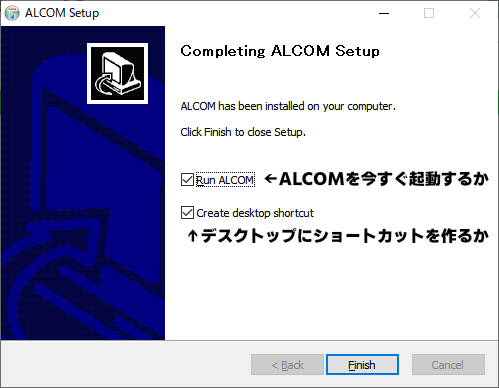 ALCOM Setup
Completing ALCOM Setup
ALCOM has been installed on your computer.
Click Finish to close Setup.
Run ALCOM ←ALCOMを今すぐ起動するか
Create desktop shortcut
↑デスクトップにショートカットを作るか
< Back Finish Cancel